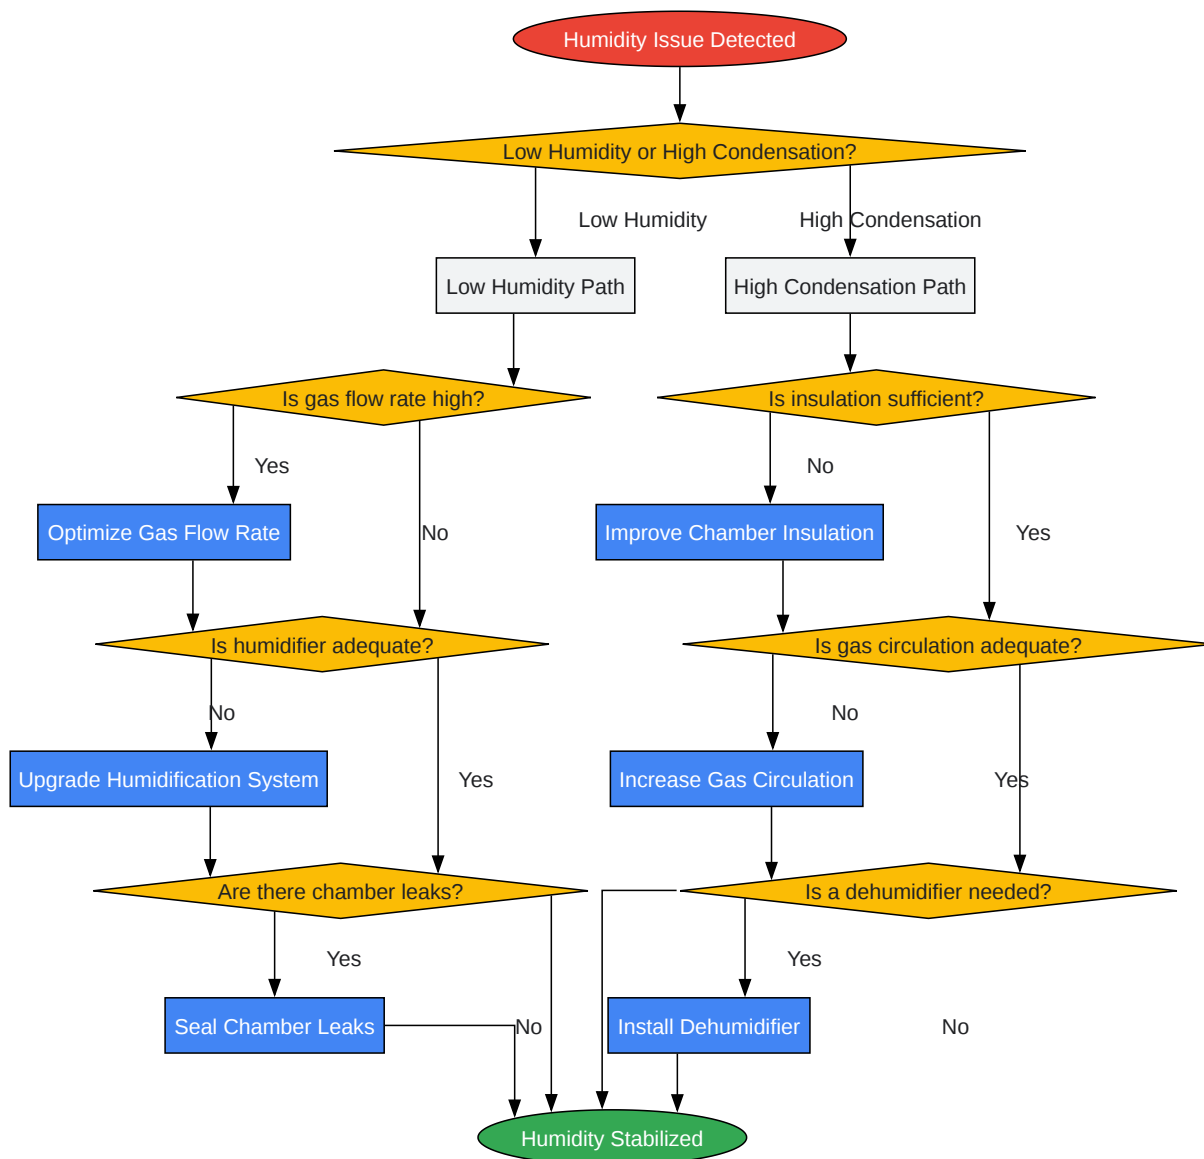 Humidity Issue Detected
Low Humidity or High Condensation?
Low Humidity
High Condensation
Low Humidity Path
High Condensation Path
Is gas flow rate high?
Is insulation sufficient?
Yes
No
Optimize Gas Flow Rate
No
Improve Chamber Insulation
Yes
Is humidifier adequate?
Is gas circulation adequate?
No
No
Upgrade Humidification System
Yes
Increase Gas Circulation
Yes
Are there chamber leaks?
Is a dehumidifier needed?
Yes
Yes
Seal Chamber Leaks
No
Install Dehumidifier
No
Humidity Stabilized